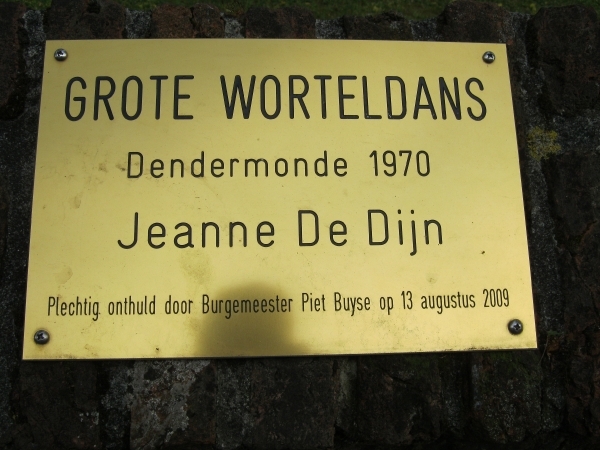 GROTE WORTELDANS
Dendermonde 1970
Jeanne De Dijn
Plechtig onthuld door Burgemeester Piet Buyse op 13 augustus 2009